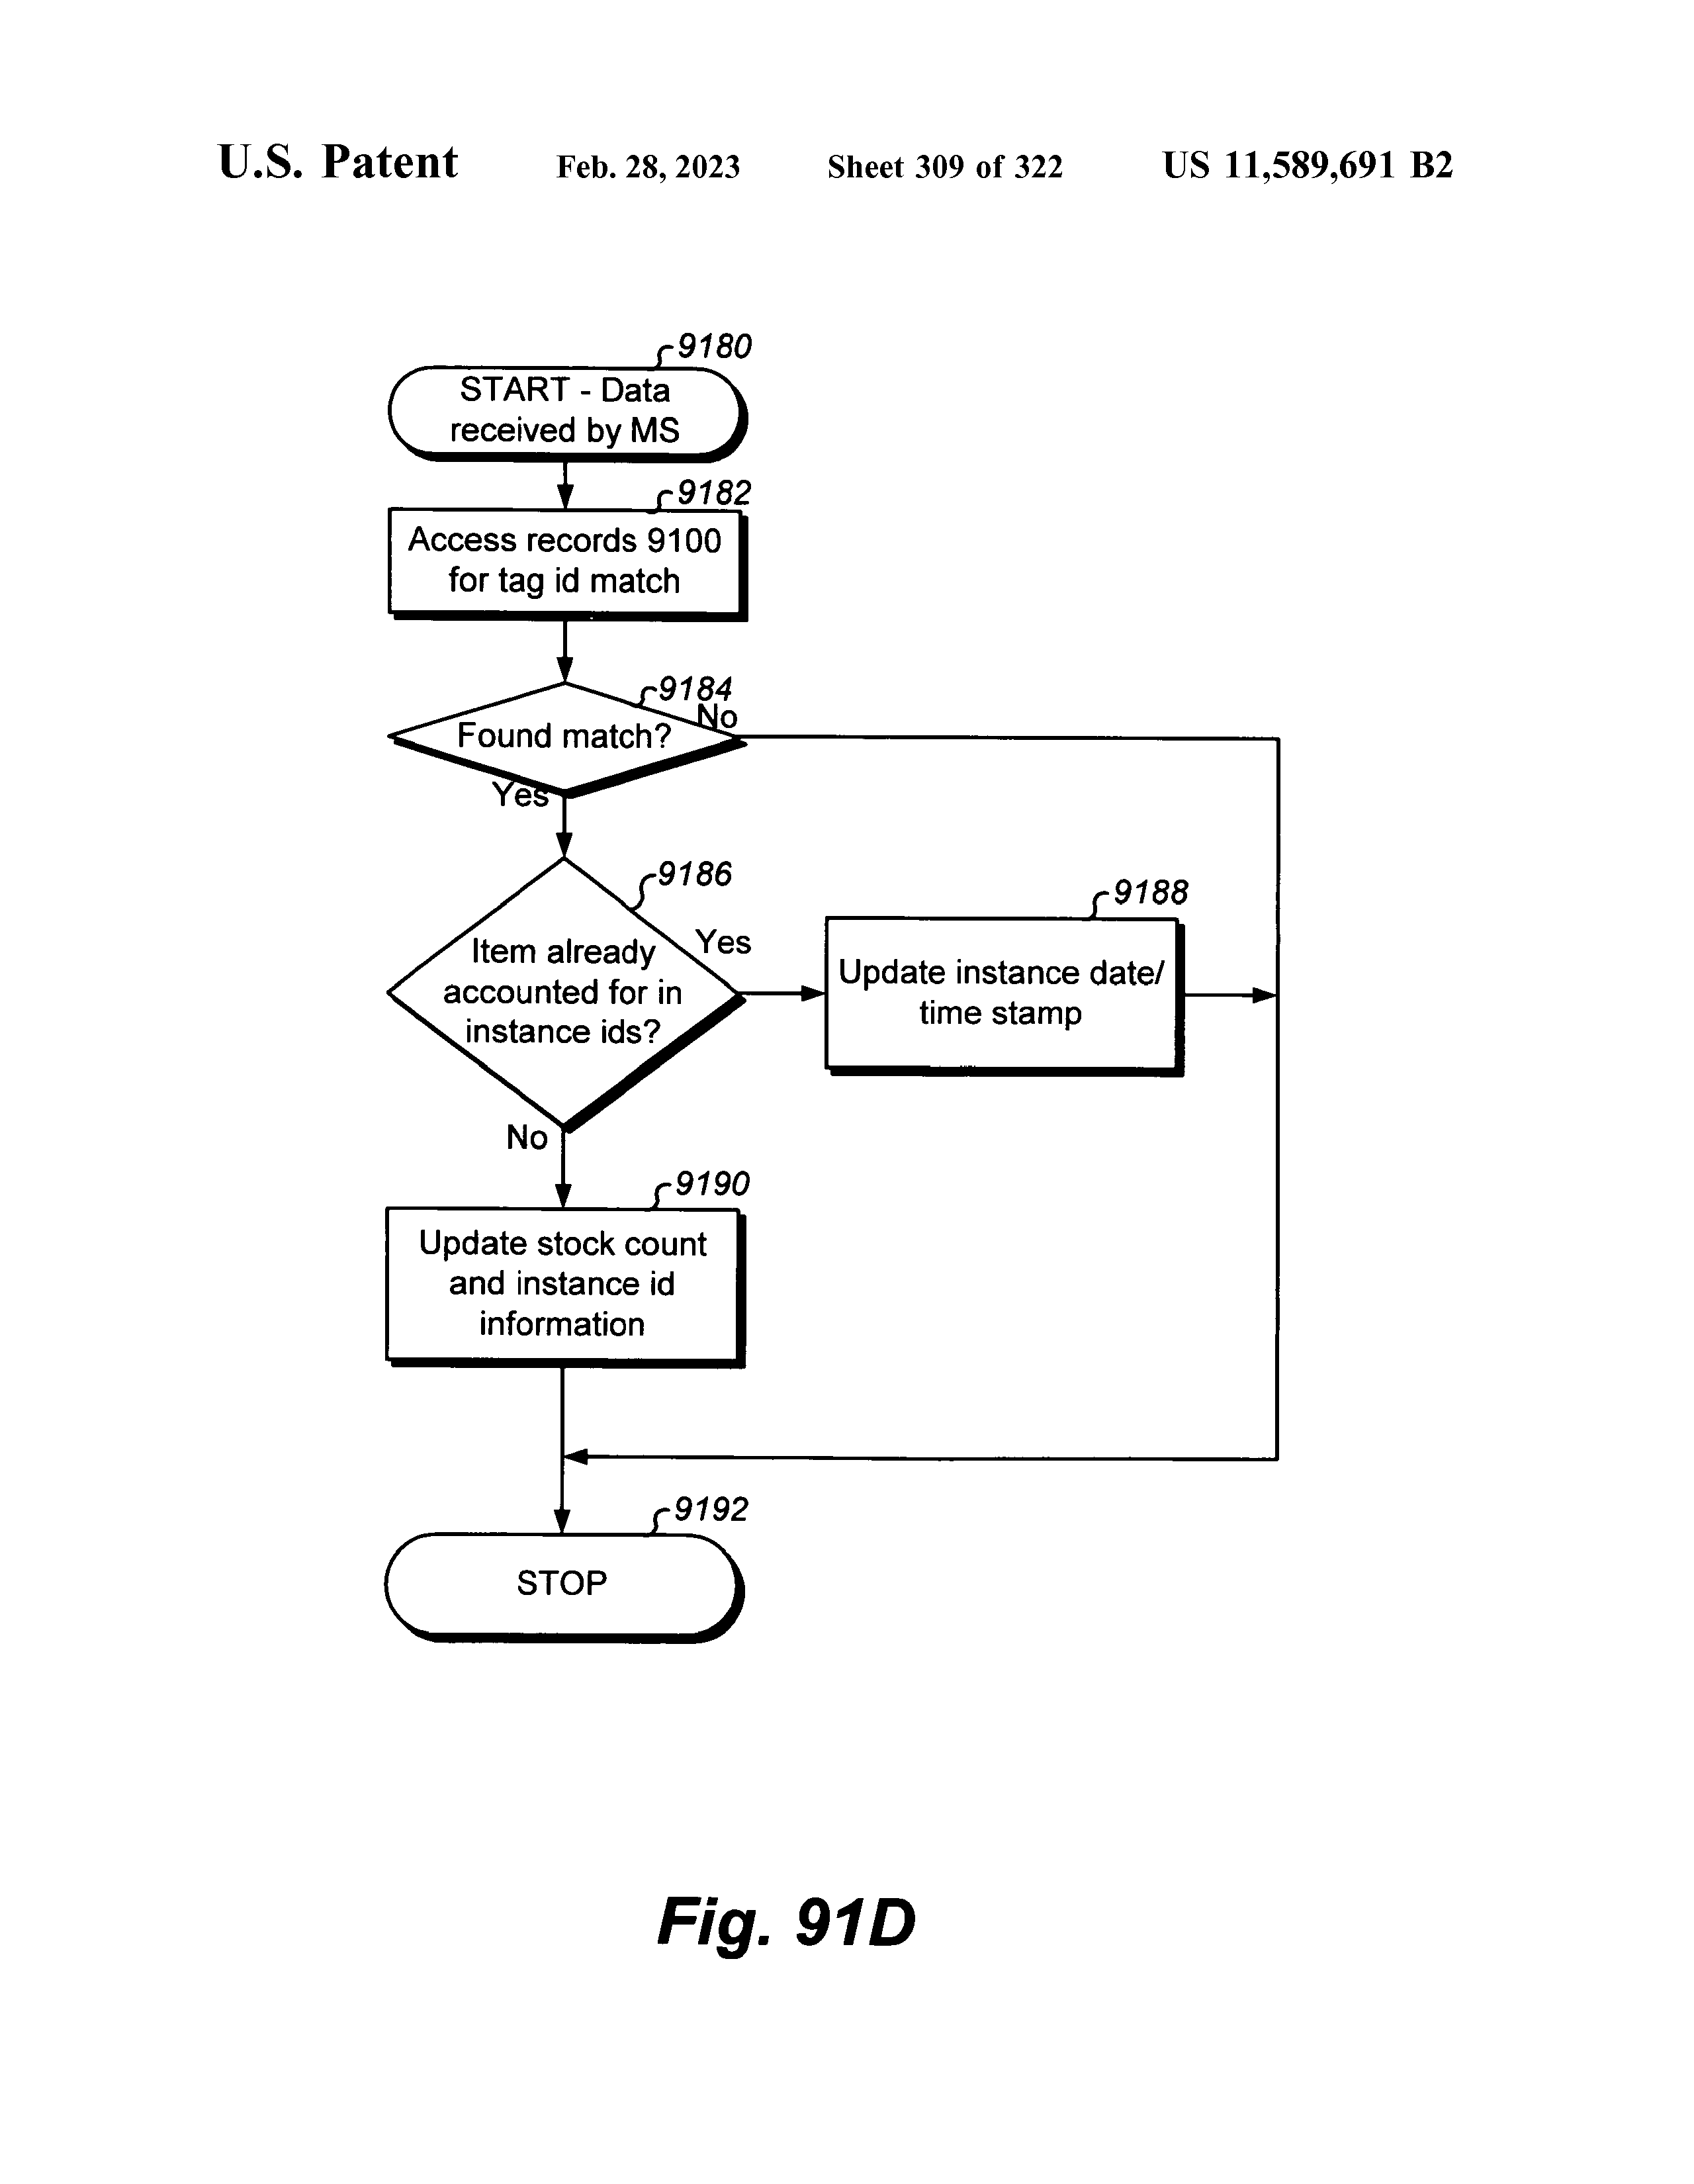 U.S. Patent Feb. 28, 2023 Sheet 309 of 322 US 11,589,691 B2
9180
START - Data
received by MS
9182
Access records 9100
for tag id match
9184
No
Found match?
Yes
9186
Item already
accounted for in
instance ids?
Yes
9188
Update instance date/
time stamp
No
9190
Update stock count
and instance id
information
9192
STOP
Fig. 91D